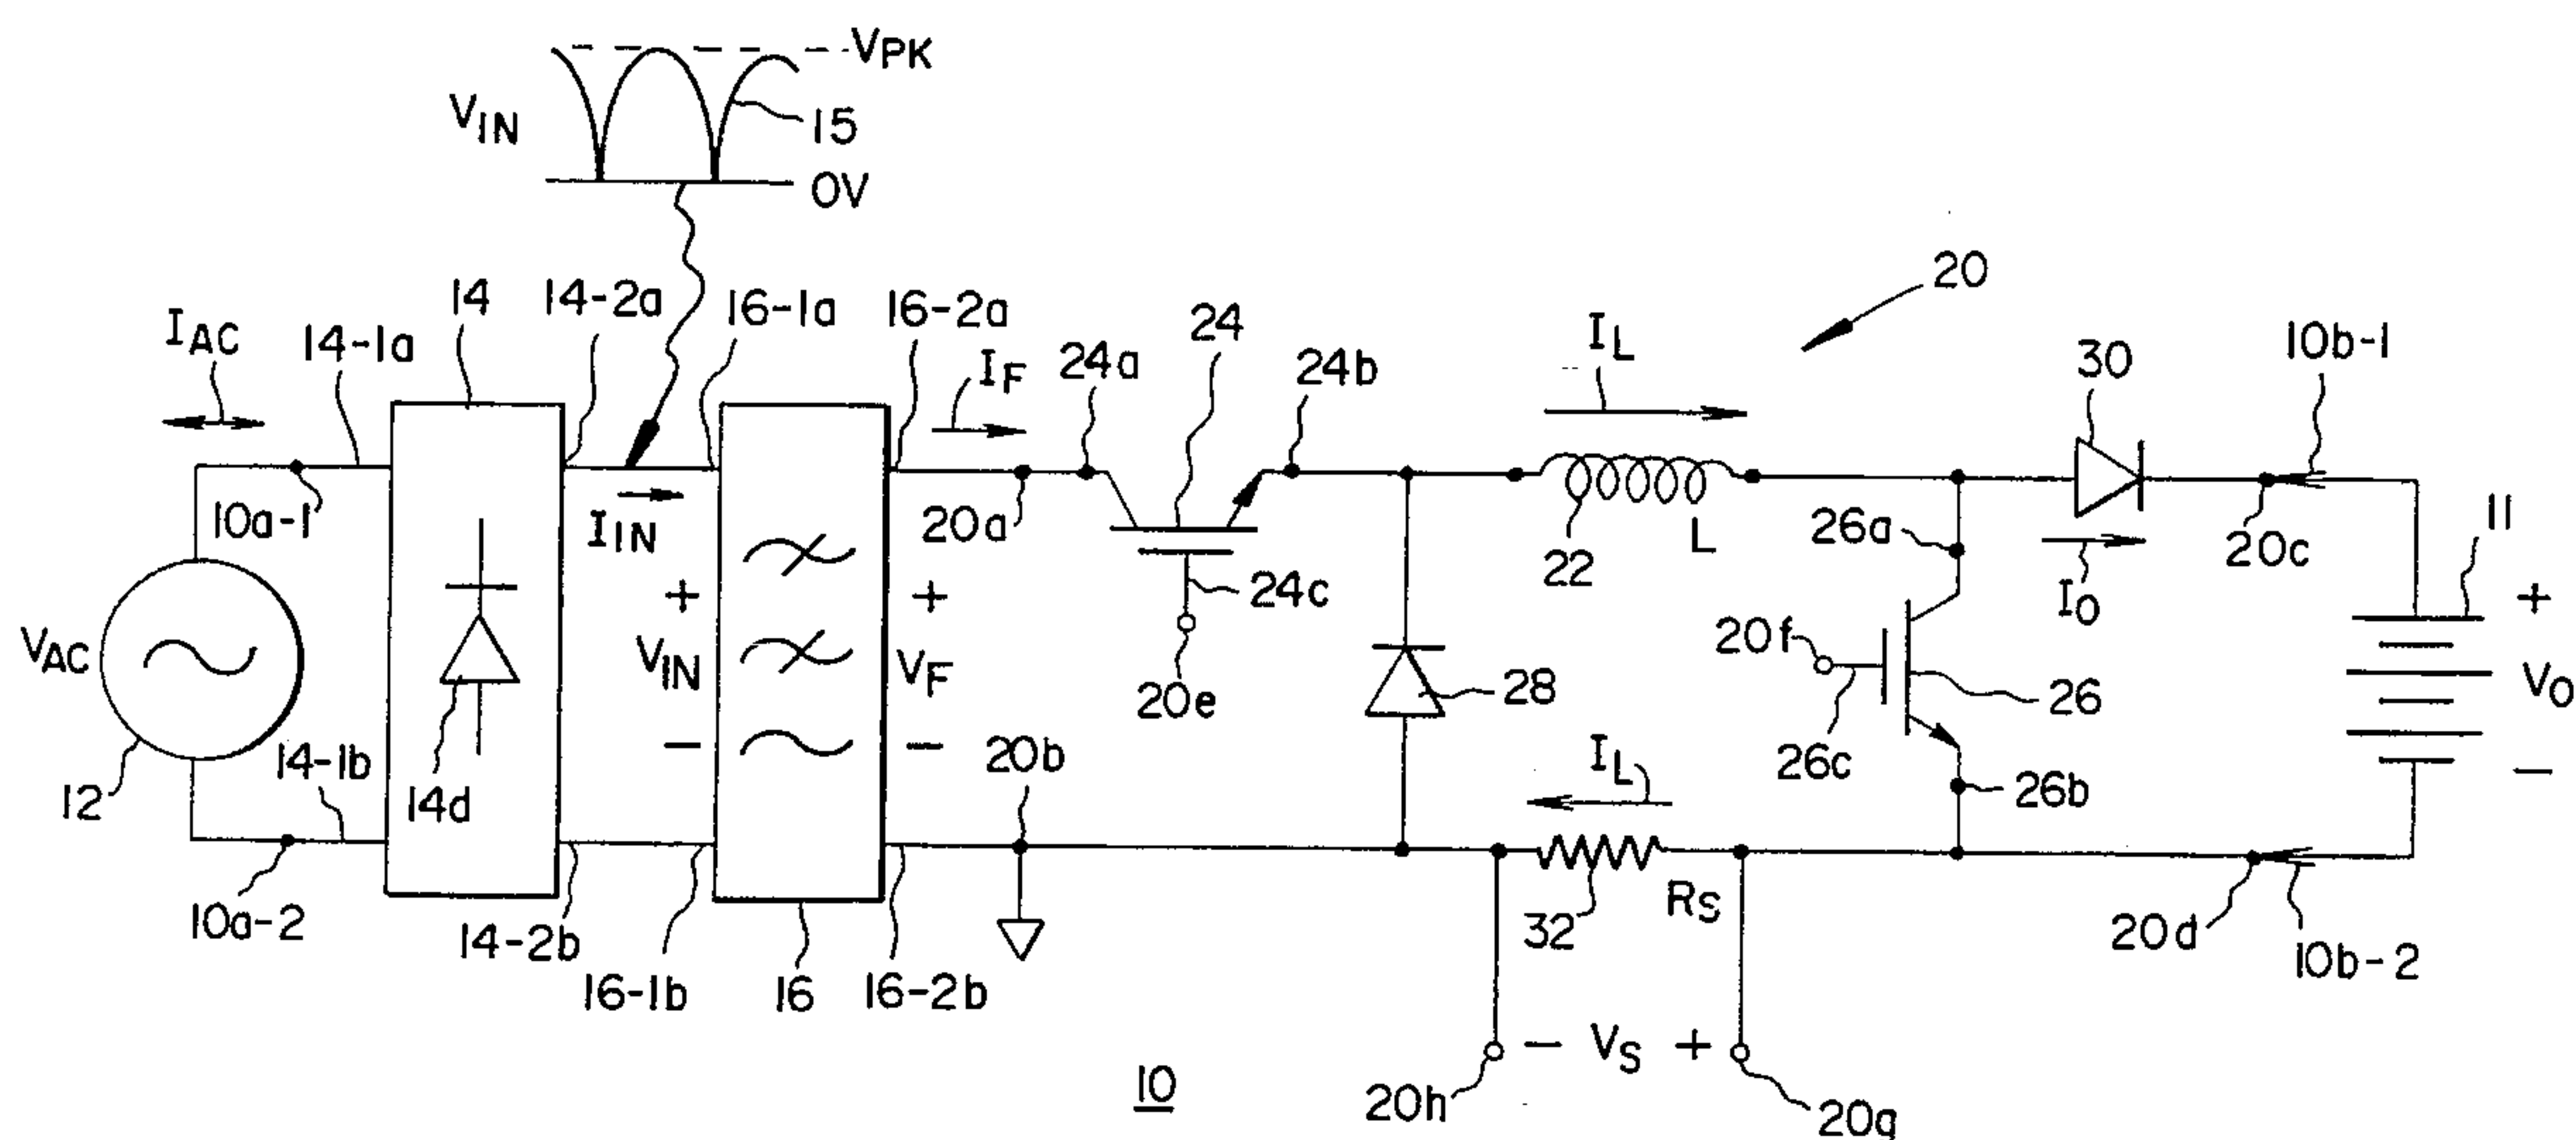 VPK
VIN
15
0V
20
14
14-2a
16-1a
16-2a
24
IL
10b-1
IAC
14-1a
IF
24a
24b
30
10a-1
IIN
20a
22
L
26a
20c
11
24c
IO
+
+
+
VAC
VIN
VF
20e
28
20f
26
VO
-
-
20b
IL
26c
26b
-
12
14-1b
14d
10a-2
14-2b
16-1b
16
16-2b
32
RS
20d
10b-2
- VS +
10
20h
20g